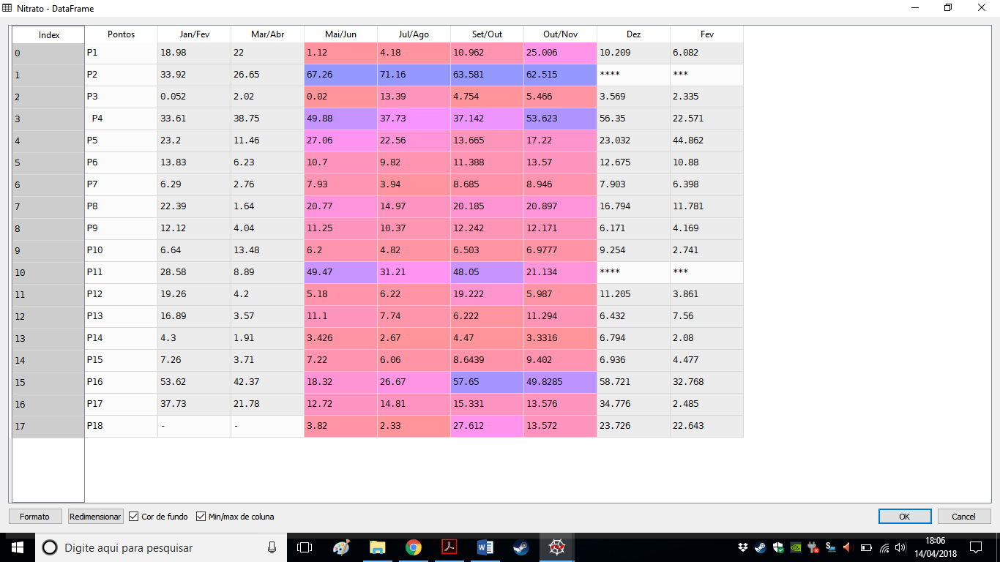 Nitrato - DataFrame
Index Pontos Jan/Fev Mar/Abr Mai/Jun Jul/Ago Set/Out Out/Nov Dez Fev
0 P1 18.98 22 1.12 4.18 10.962 25.006 10.209 6.082
1 P2 33.92 26.65 67.26 71.16 63.581 62.515 **** ***
2 P3 0.052 2.02 0.02 13.39 4.754 5.466 3.569 2.335
3 P4 33.61 38.75 49.88 37.73 37.142 53.623 56.35 22.571
4 P5 23.2 11.46 27.06 22.56 13.665 17.22 23.032 44.862
5 P6 13.83 6.23 10.7 9.82 11.388 13.57 12.675 10.88
6 P7 6.29 2.76 7.93 3.94 8.685 8.946 7.903 6.398
7 P8 22.39 1.64 20.77 14.97 20.185 20.897 16.794 11.781
8 P9 12.12 4.04 11.25 10.37 12.242 12.171 6.171 4.169
9 P10 6.64 13.48 6.2 4.82 6.503 6.9777 9.254 2.741
10 P11 28.58 8.89 49.47 31.21 48.05 21.134 **** ***
11 P12 19.26 4.2 5.18 6.22 19.222 5.987 11.205 3.861
12 P13 16.89 3.57 11.1 7.74 6.222 11.294 6.432 7.56
13 P14 4.3 1.91 3.426 2.67 4.47 3.3316 6.794 2.08
14 P15 7.26 3.71 7.22 6.06 8.6439 9.402 6.936 4.477
15 P16 53.62 42.37 18.32 26.67 57.65 49.8285 58.721 32.768
16 P17 37.73 21.78 12.72 14.81 15.331 13.576 34.776 2.485
17 P18 - - 3.82 2.33 27.612 13.572 23.726 22.643
Formato Redimensionar Cor de fundo Min/max de coluna OK Cancel
Digite aqui para pesquisar
18:06
14/04/2018